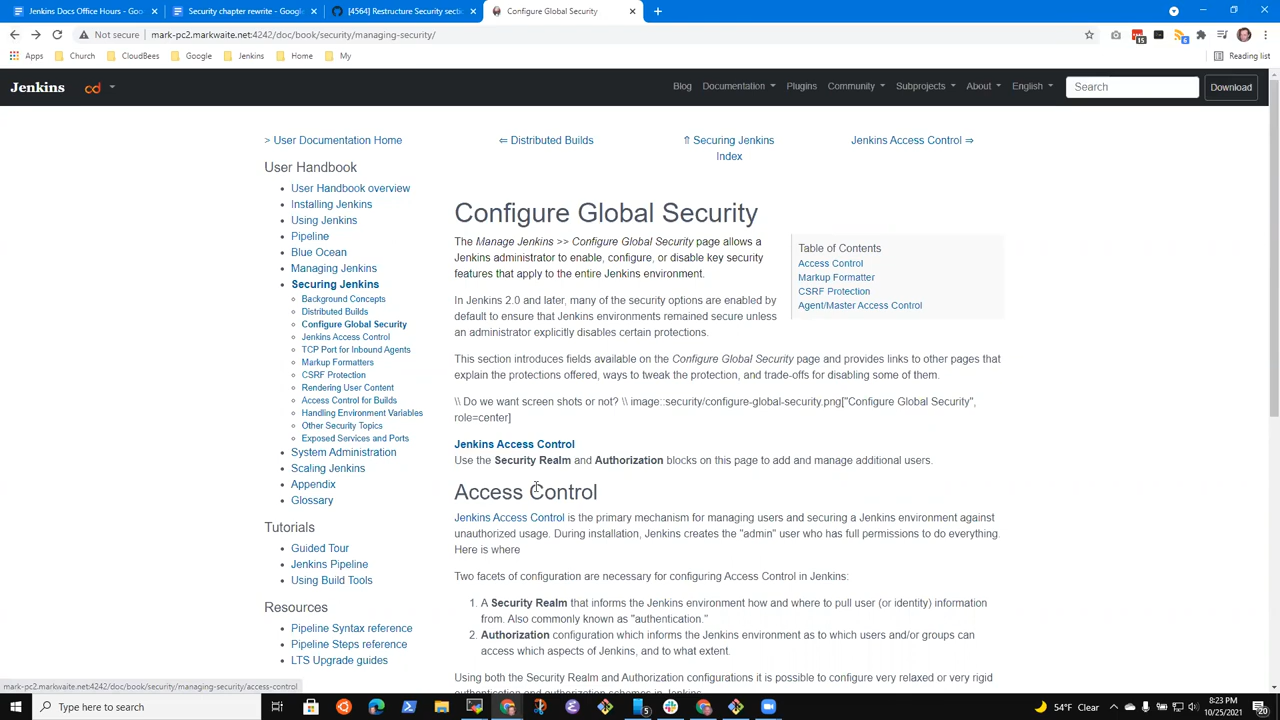 Jenkins Docs Office Hours - Goo
Security chapter rewrite - Google
[4564] Restructure Security sectio
Configure Global Security
Not secure
mark-pc2.markwaite.net:4242/doc/book/security/managing-security/
15
6
Apps
Church
CloudBees
Google
Jenkins
Home
My
Reading list
Jenkins
cd
Blog
Documentation
Plugins
Community
Subprojects
About
English
Search
Download
> User Documentation Home
⇐ Distributed Builds
⇑ Securing Jenkins
Index
Jenkins Access Control ⇒
User Handbook
User Handbook overview
Installing Jenkins
Using Jenkins
Pipeline
Blue Ocean
Managing Jenkins
Securing Jenkins
Background Concepts
Distributed Builds
Configure Global Security
Jenkins Access Control
TCP Port for Inbound Agents
Markup Formatters
CSRF Protection
Rendering User Content
Access Control for Builds
Handling Environment Variables
Other Security Topics
Exposed Services and Ports
System Administration
Scaling Jenkins
Appendix
Glossary
Tutorials
Guided Tour
Jenkins Pipeline
Using Build Tools
Resources
Pipeline Syntax reference
Pipeline Steps reference
LTS Upgrade guides
Configure Global Security
The Manage Jenkins >> Configure Global Security page allows a
Jenkins administrator to enable, configure, or disable key security
features that apply to the entire Jenkins environment.
In Jenkins 2.0 and later, many of the security options are enabled by
default to ensure that Jenkins environments remained secure unless
an administrator explicitly disables certain protections.
Table of Contents
Access Control
Markup Formatter
CSRF Protection
Agent/Master Access Control
This section introduces fields available on the Configure Global Security page and provides links to other pages that
explain the protections offered, ways to tweak the protection, and trade-offs for disabling some of them.
\\ Do we want screen shots or not? \\ image::security/configure-global-security.png["Configure Global Security",
role=center]
Jenkins Access Control
Use the Security Realm and Authorization blocks on this page to add and manage additional users.
Access Control
Jenkins Access Control is the primary mechanism for managing users and securing a Jenkins environment against
unauthorized usage. During installation, Jenkins creates the "admin" user who has full permissions to do everything.
Here is where
Two facets of configuration are necessary for configuring Access Control in Jenkins:
1. A Security Realm that informs the Jenkins environment how and where to pull user (or identity) information
from. Also commonly known as "authentication."
2. Authorization configuration which informs the Jenkins environment as to which users and/or groups can
access which aspects of Jenkins, and to what extent.
Using both the Security Realm and Authorization configurations it is possible to configure very relaxed or very rigid
authentication and authorization schemes in Jenkins.
mark-pc2.markwaite.net:4242/doc/book/security/managing-security/access-control
Type here to search
5
54°F Clear
8:23 PM
10/25/2021
20